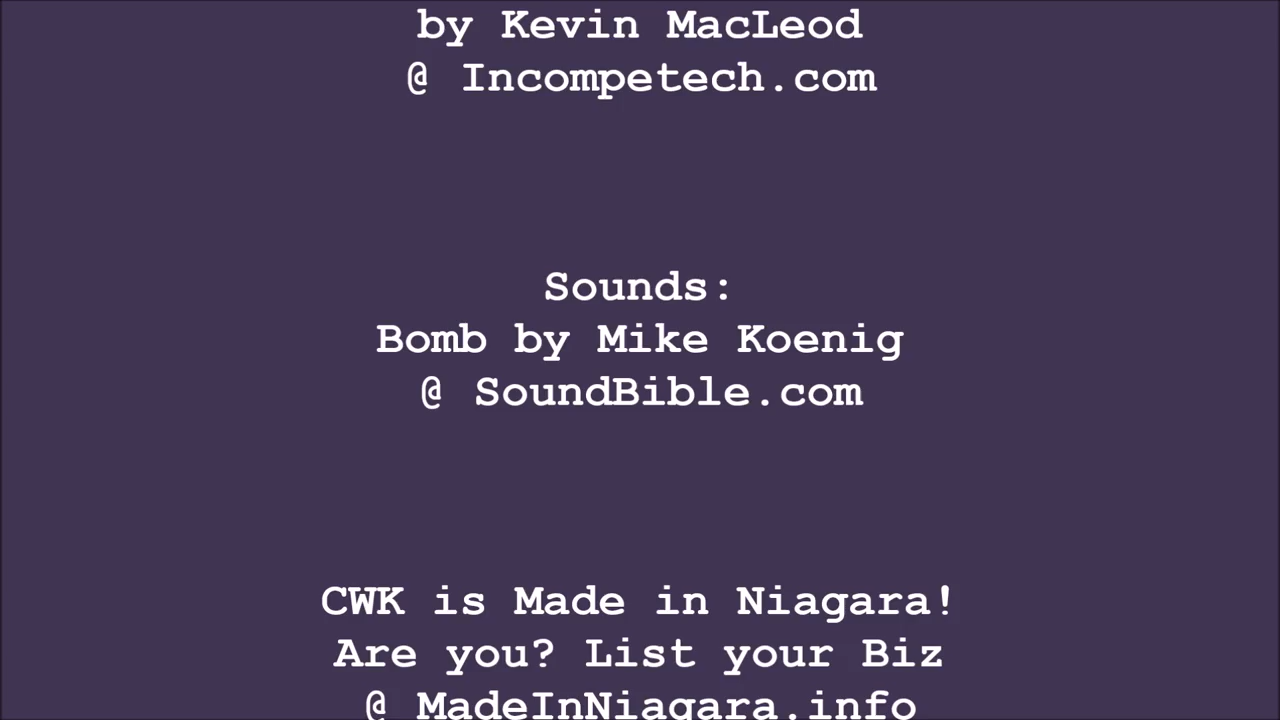 by Kevin MacLeod
@ Incompetech.com
Sounds:
Bomb by Mike Koenig
@ SoundBible.com
CWK is Made in Niagara!
Are you? List your Biz
@ MadeInNiagara.info